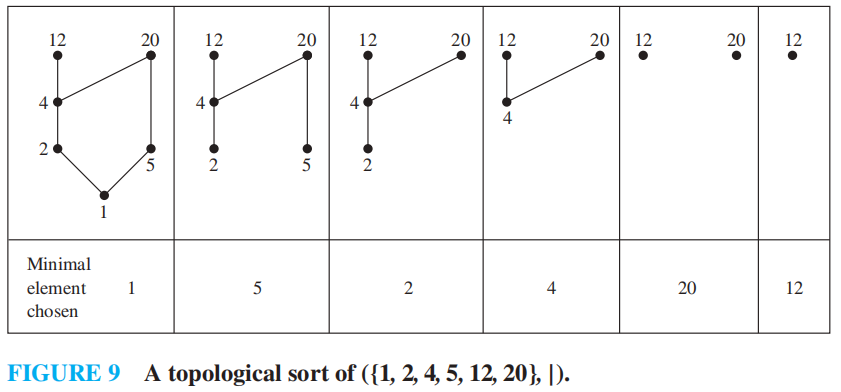 12 20 12 20 12 20 12 20 12 20 12
4 4 4
4
2 2 5 2
5
1
Minimal
element 1 5 2 4 20 12
chosen
FIGURE 9 A topological sort of ({1, 2, 4, 5, 12, 20}, |).